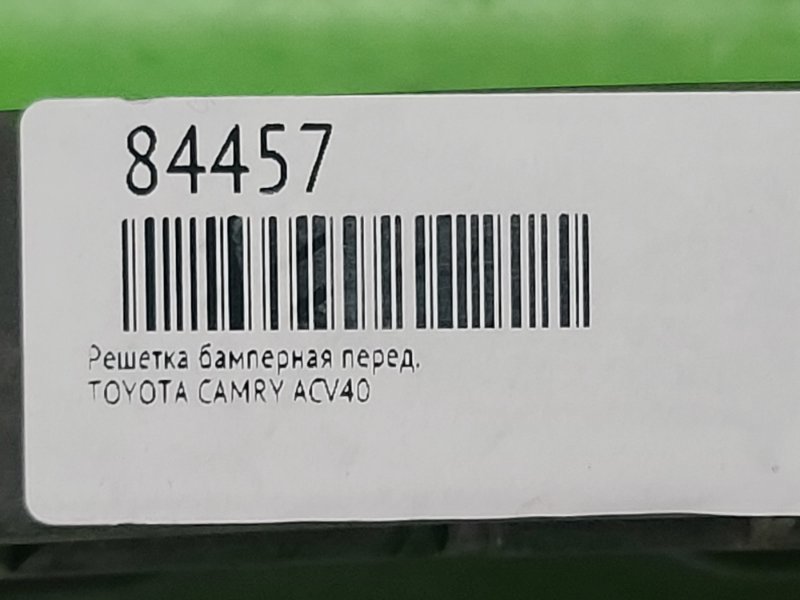 84457
Решетка бамперная перед.
TOYOTA CAMRY ACV40